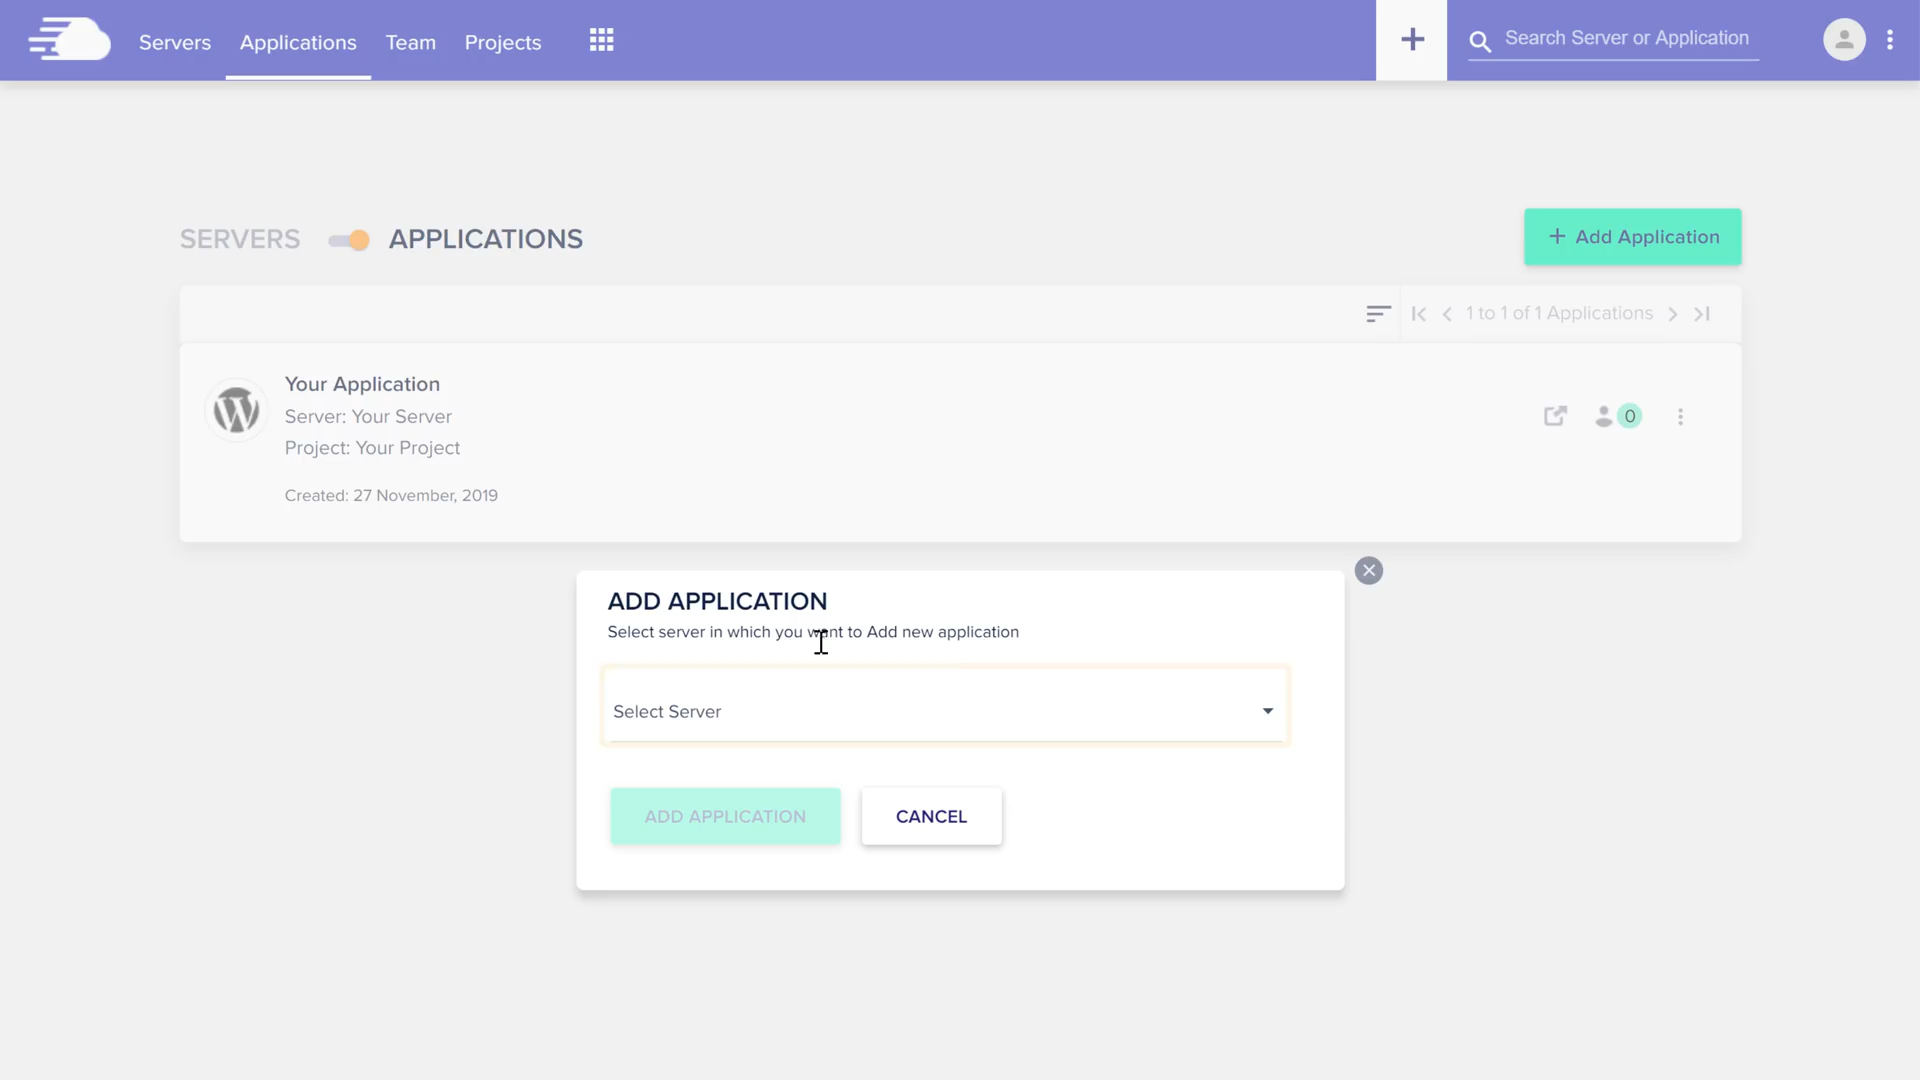 Servers Applications Team Projects
Search Server or Application
SERVERS APPLICATIONS
+ Add Application
1 to 1 of 1 Applications
Your Application
Server: Your Server
Project: Your Project
0
Created: 27 November, 2019
ADD APPLICATION
Select server in which you want to Add new application
Select Server
ADD APPLICATION CANCEL